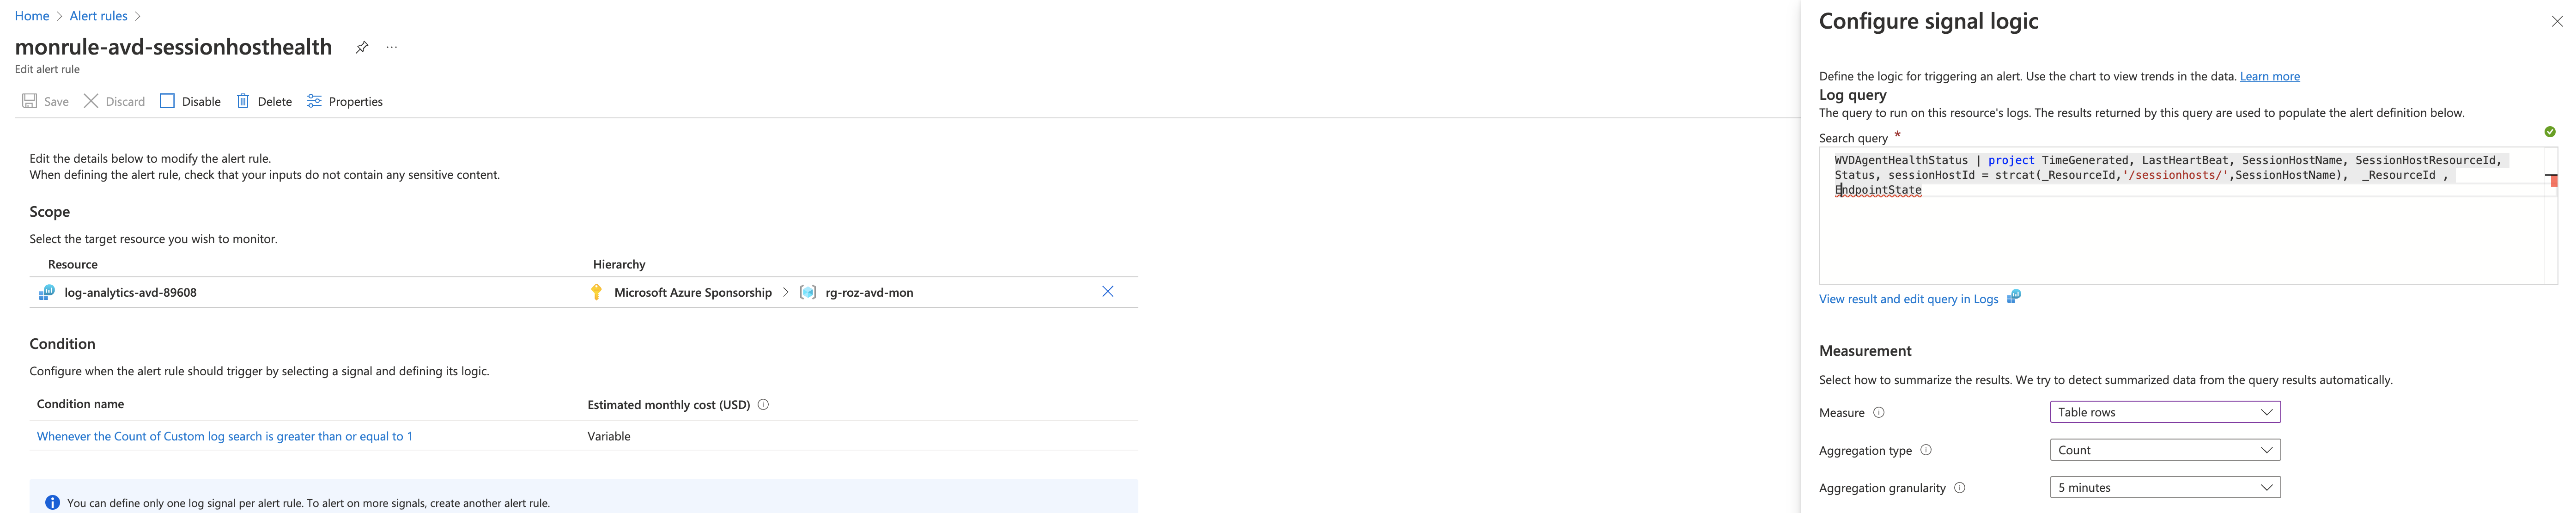 Home > Alert rules >
monrule-avd-sessionhosthealth ...
Edit alert rule
Save Discard Disable Delete Properties
Edit the details below to modify the alert rule.
When defining the alert rule, check that your inputs do not contain any sensitive content.
Scope
Select the target resource you wish to monitor.
Resource Hierarchy
log-analytics-avd-89608 Microsoft Azure Sponsorship > rg-roz-avd-mon
Condition
Configure when the alert rule should trigger by selecting a signal and defining its logic.
Condition name Estimated monthly cost (USD)
Whenever the Count of Custom log search is greater than or equal to 1 Variable
You can define only one log signal per alert rule. To alert on more signals, create another alert rule.
Configure signal logic
Define the logic for triggering an alert. Use the chart to view trends in the data. Learn more
Log query
The query to run on this resource's logs. The results returned by this query are used to populate the alert definition below.
Search query *
WVDAgentHealthStatus | project TimeGenerated, LastHeartBeat, SessionHostName, SessionHostResourceId,
Status, sessionHostId = strcat(_ResourceId,'/sessionhosts/',SessionHostName), _ResourceId ,
EndpointState
View result and edit query in Logs
Measurement
Select how to summarize the results. We try to detect summarized data from the query results automatically.
Measure Table rows
Aggregation type Count
Aggregation granularity 5 minutes